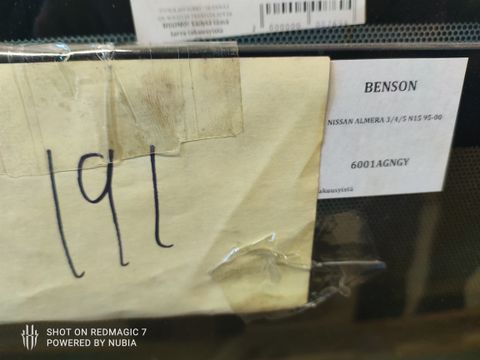 BENSON
NISSAN ALMERA 3/4/5 N15 95-00
6001AGNGY
191
SHOT ON REDMAGIC 7
POWERED BY NUBIA